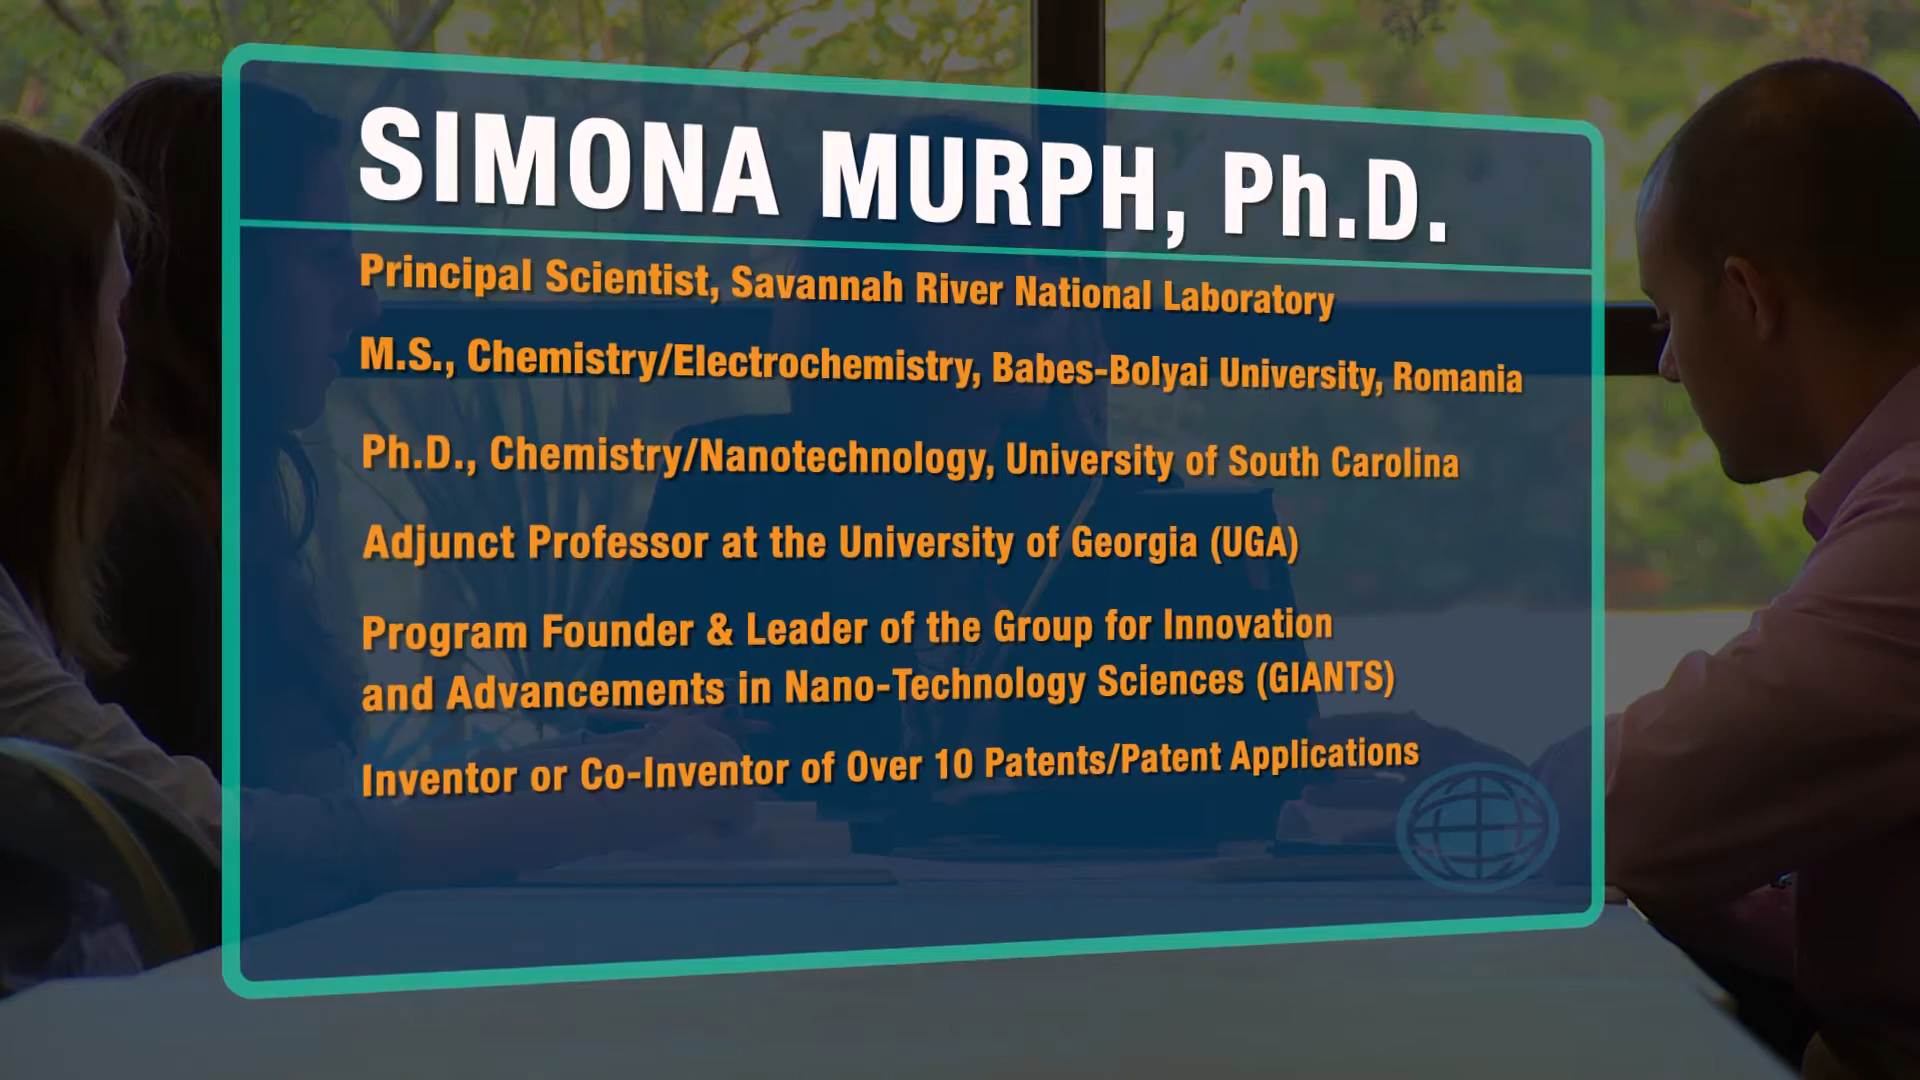 SIMONA MURPH, Ph.D.
Principal Scientist, Savannah River National Laboratory
M.S., Chemistry/Electrochemistry, Babes-Bolyai University, Romania
Ph.D., Chemistry/Nanotechnology, University of South Carolina
Adjunct Professor at the University of Georgia (UGA)
Program Founder & Leader of the Group for Innovation
and Advancements in Nano-Technology Sciences (GIANTS)
Inventor or Co-Inventor of Over 10 Patents/Patent Applications